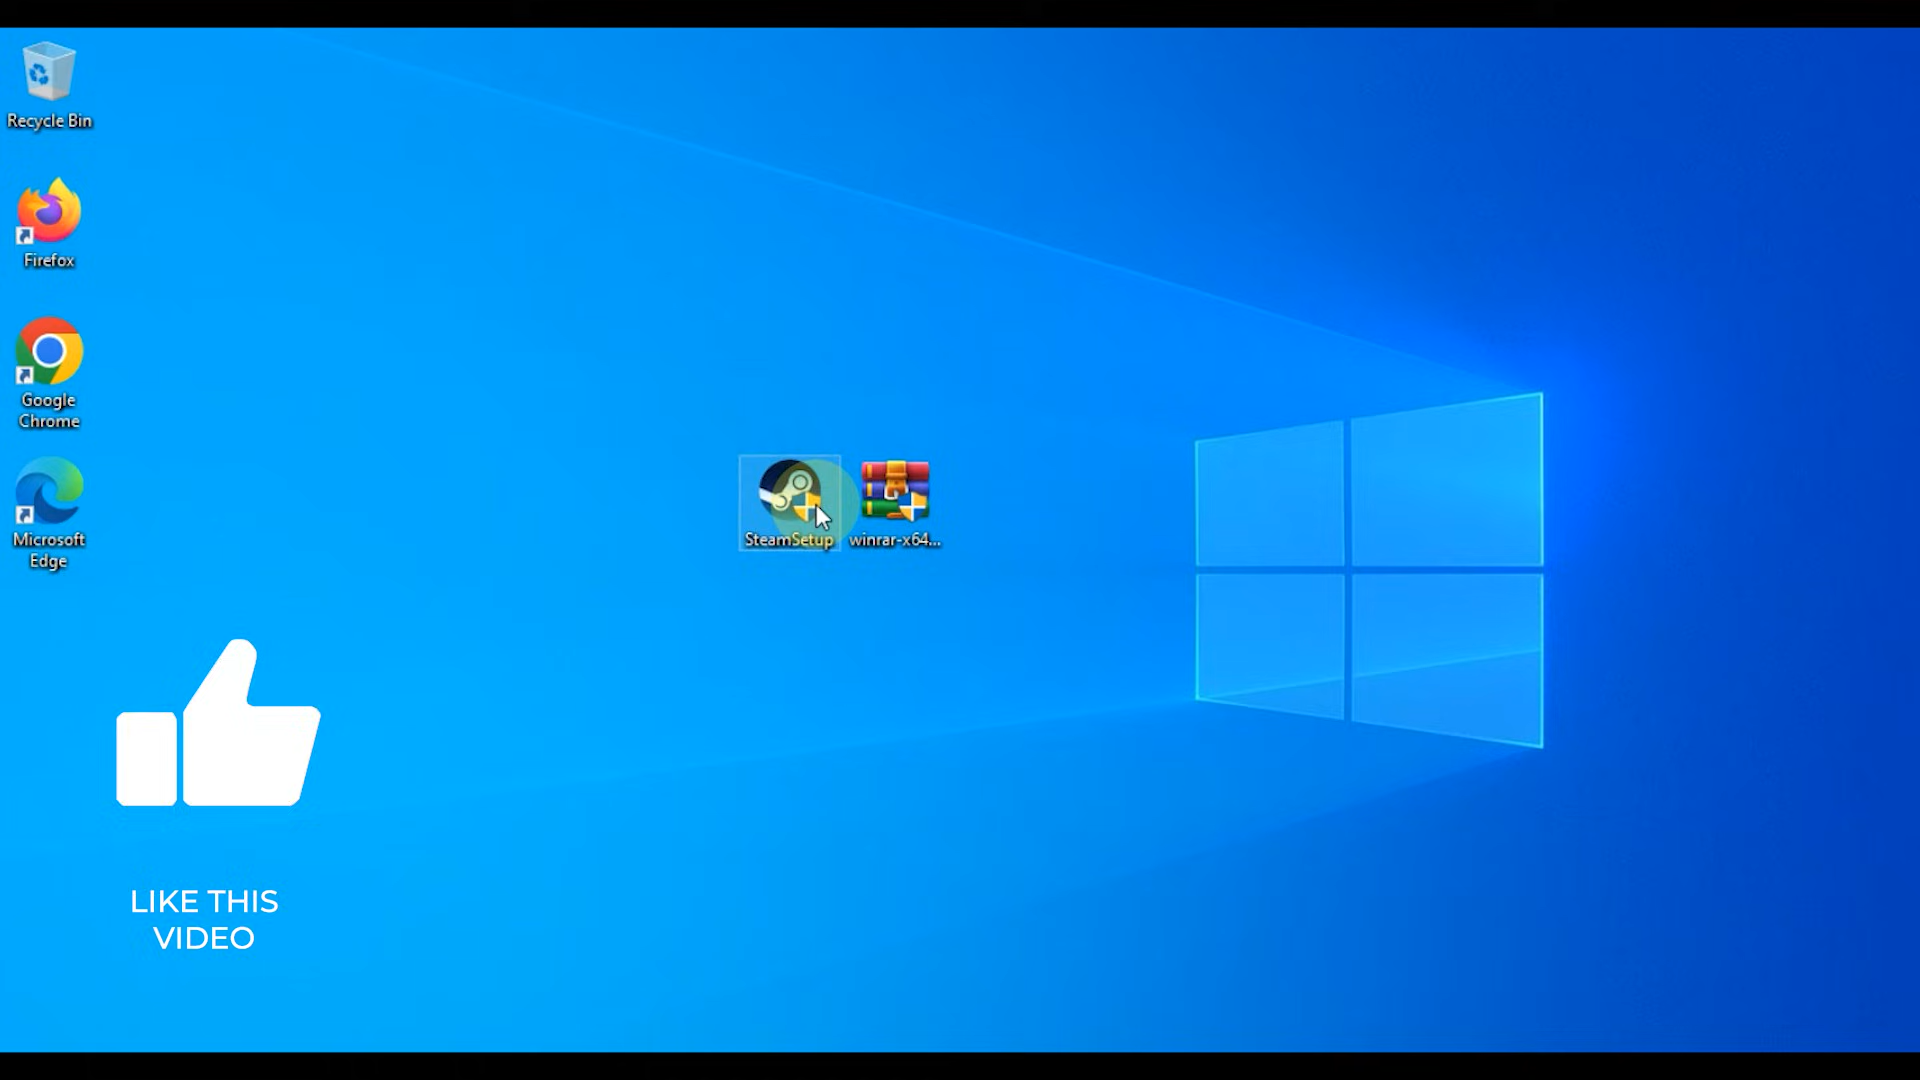 Recycle Bin
Firefox
Google
Chrome
Microsoft
Edge
SteamSetup
winrar-x64...
LIKE THIS
VIDEO